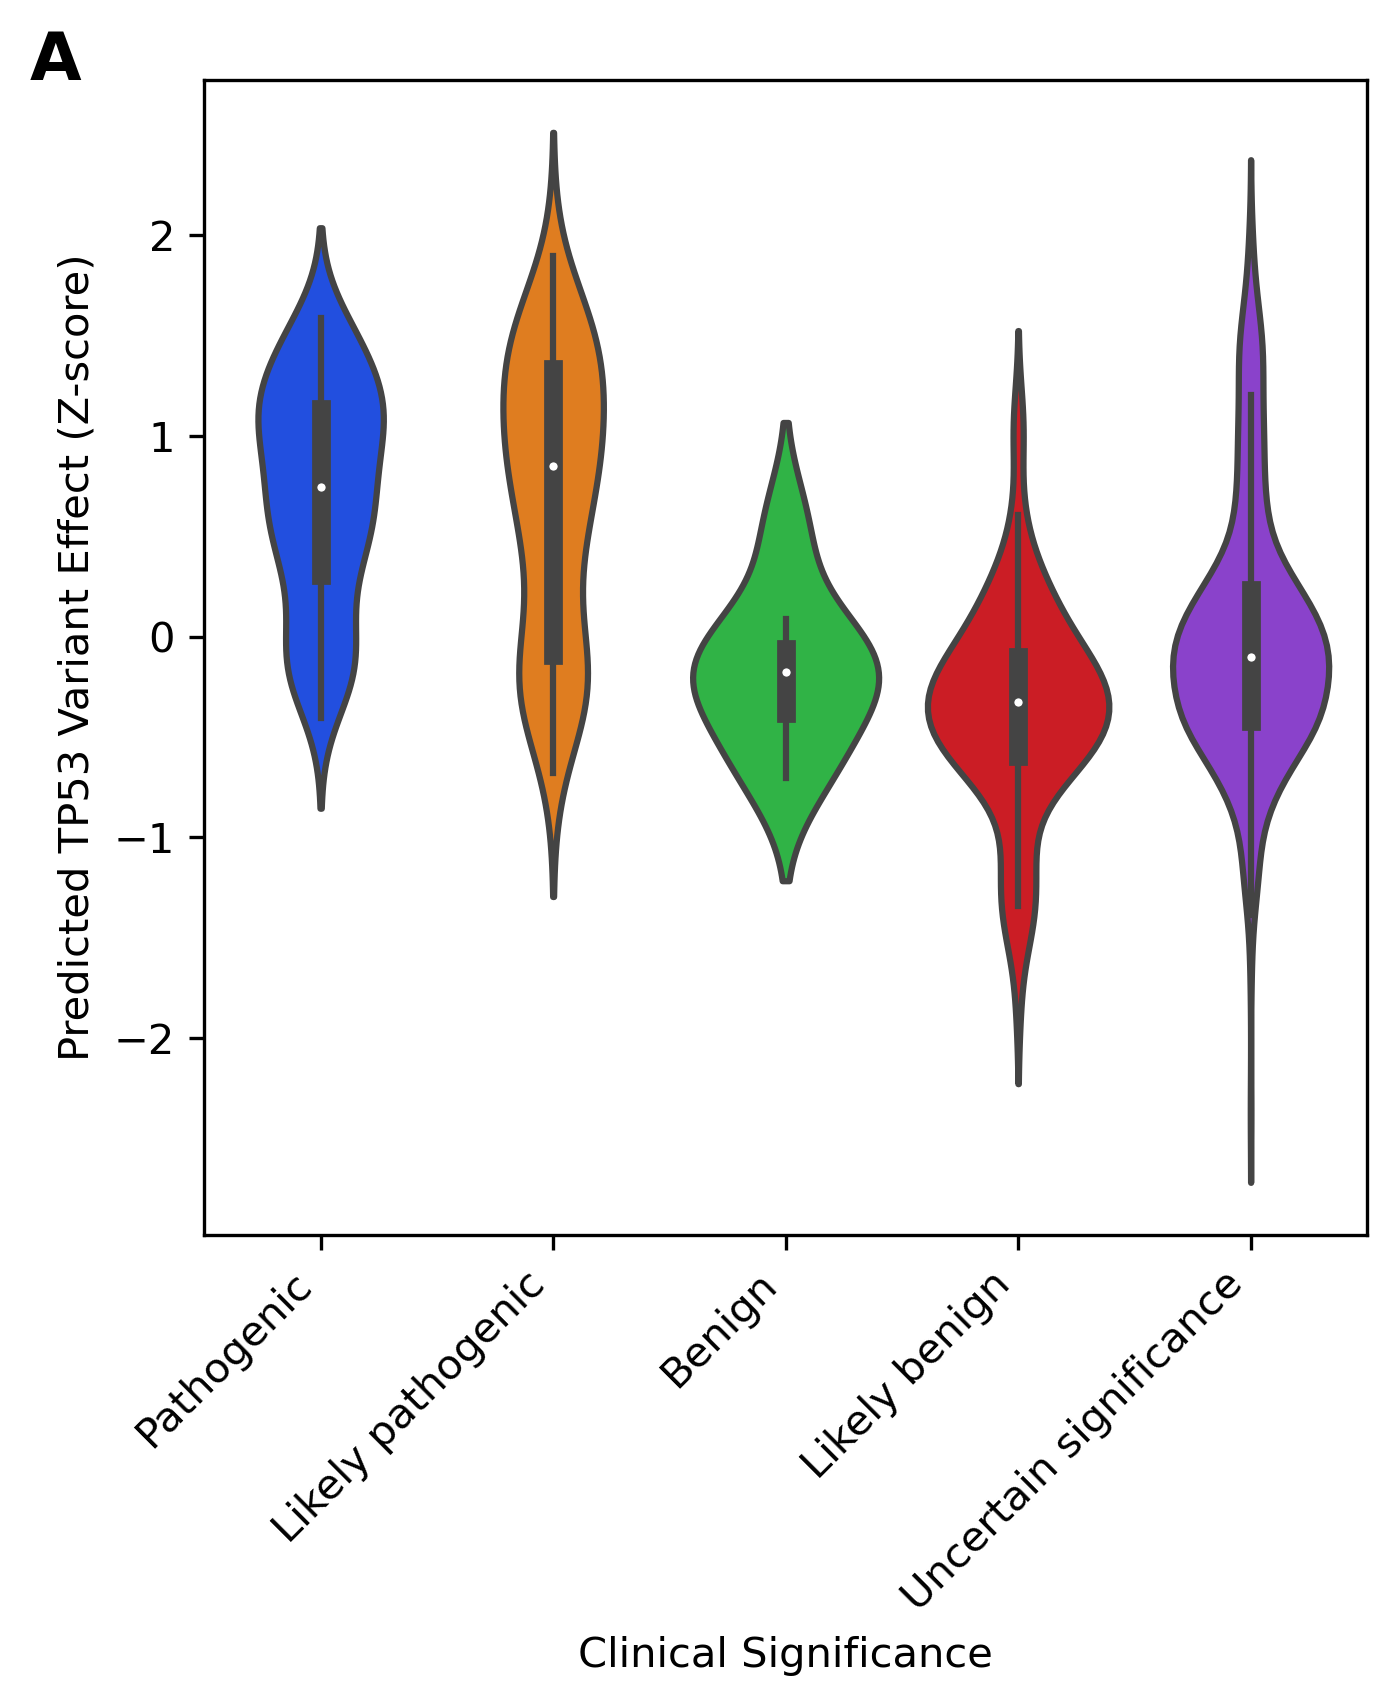 A
Predicted TP53 Variant Effect (Z-score)
2
1
0
−1
−2
Pathogenic
Likely pathogenic
Benign
Likely benign
Uncertain significance
Clinical Significance